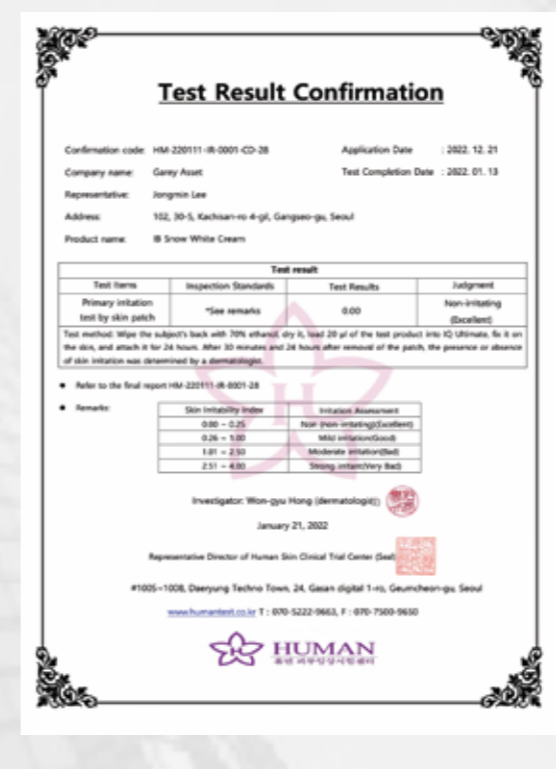 Test Result Confirmation
Confirmation code: HM-220111-IR-0001-CD-28 Application Date : 2022. 12. 21
Company name: Garey Asset Test Completion Date : 2022. 01. 13
Representative: Jongmin Lee
Address: 102, 30-5, Kachisan-ro 4-gil, Gangseo-gu, Seoul
Product name: IB Snow White Cream
Test result
Test Items Inspection Standards Test Results Judgment
Primary irritation test by skin patch *See remarks 0.00 Non-irritating (Excellent)
Test method: Wipe the subject's back with 70% ethanol, dry it, load 20 µl of the test product into IQ Ultimate, fix it on
the skin, and attach it for 24 hours. After 30 minutes and 24 hours after removal of the patch, the presence or absence
of skin irritation was determined by a dermatologist.
● Refer to the final report HM-220111-IR-0001-28
● Remarks:
Skin Irritability Index Irritation Assessment
0.00 ~ 0.25 Non (non-irritating)(Excellent)
0.26 ~ 1.00 Mild irritation(Good)
1.01 ~ 2.50 Moderate irritation(Bad)
2.51 ~ 4.00 Strong irritant(Very Bad)
Investigator: Won-gyu Hong (dermatologist)
January 21, 2022
Representative Director of Human Skin Clinical Trial Center (Seal)
#1005~1008, Daeryung Techno Town, 24, Gasan digital 1-ro, Geumcheon-gu, Seoul
www.humantest.co.kr T : 070-5222-9663, F : 070-7500-9650
H HUMAN
휴먼 피부임상시험센터